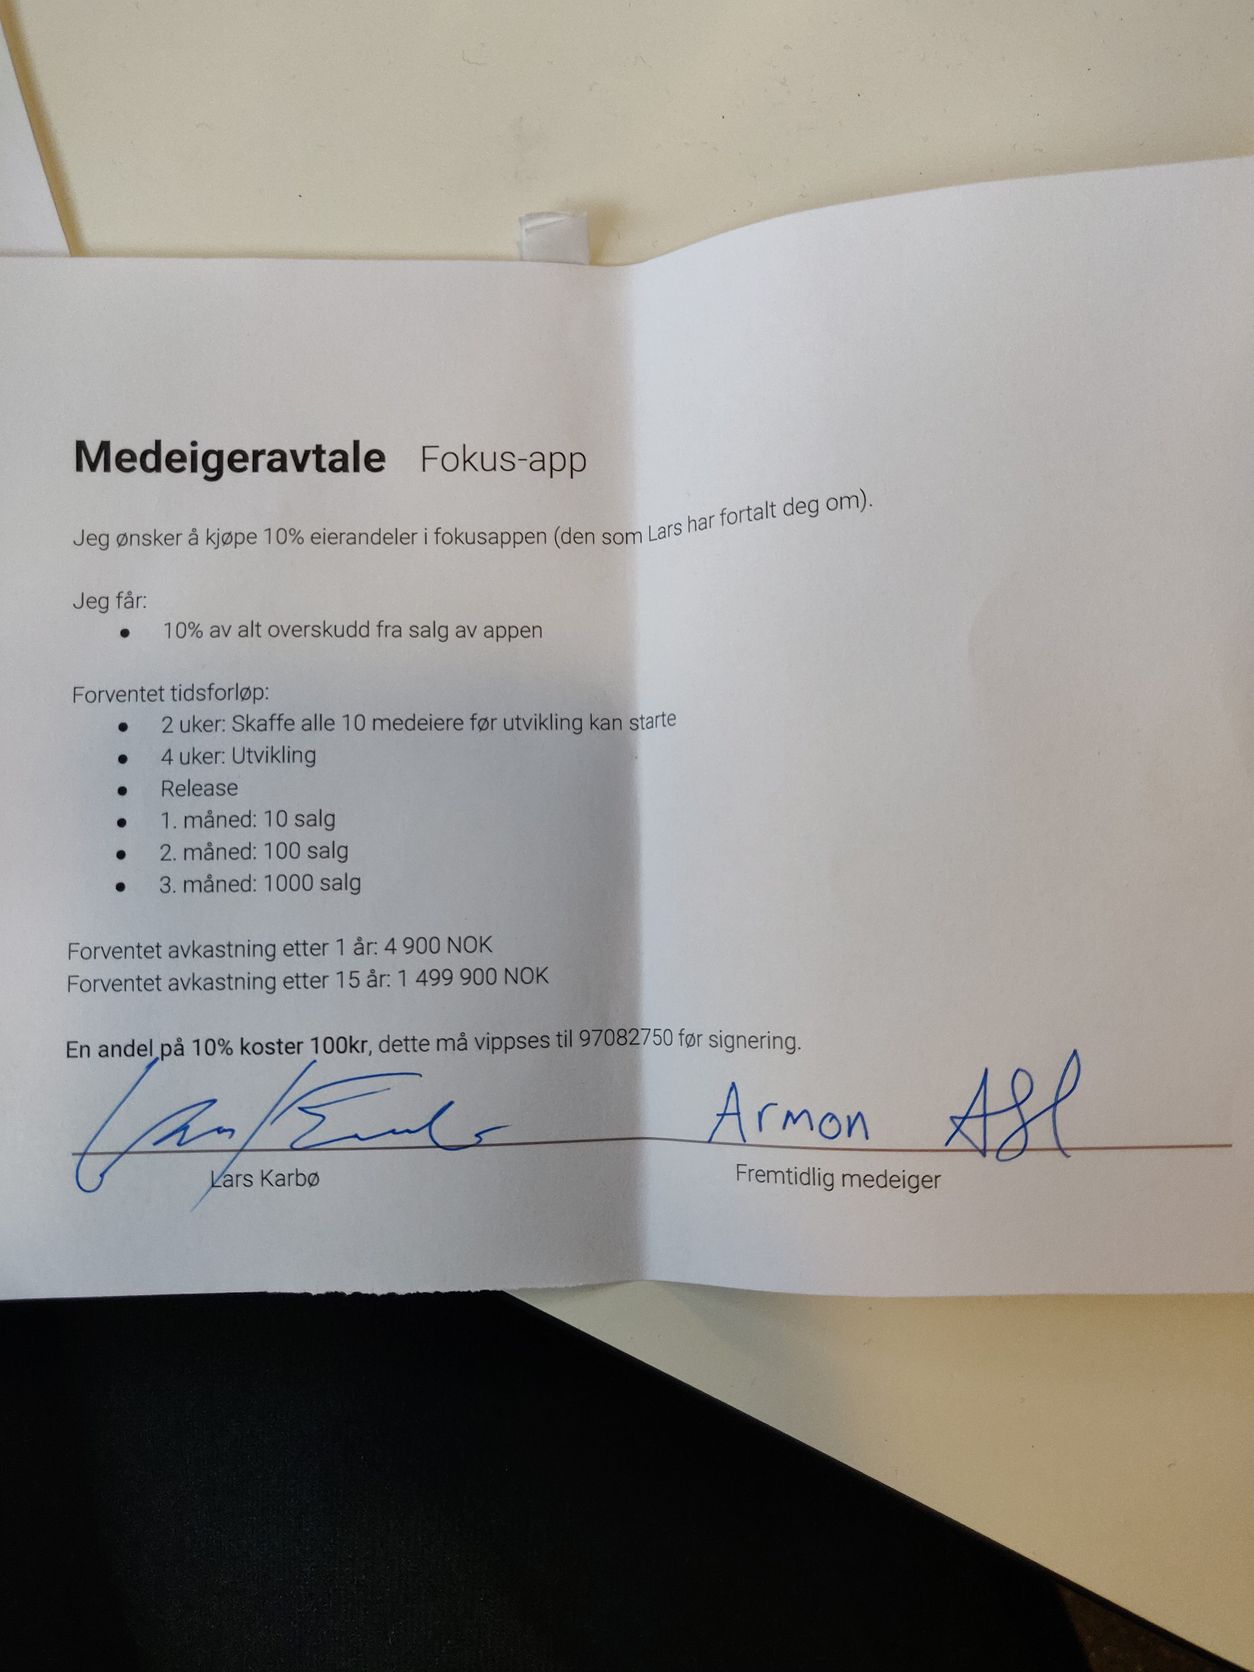 Medeigeravtale Fokus-app
Jeg ønsker å kjøpe 10% eierandeler i fokusappen (den som Lars har fortalt deg om).
Jeg får:
● 10% av alt overskudd fra salg av appen
Forventet tidsforløp:
● 2 uker: Skaffe alle 10 medeiere før utvikling kan starte
● 4 uker: Utvikling
● Release
● 1. måned: 10 salg
● 2. måned: 100 salg
● 3. måned: 1000 salg
Forventet avkastning etter 1 år: 4 900 NOK
Forventet avkastning etter 15 år: 1 499 900 NOK
En andel på 10% koster 100kr, dette må vippses til 97082750 før signering.
Armon
Lars Karbø Fremtidlig medeiger